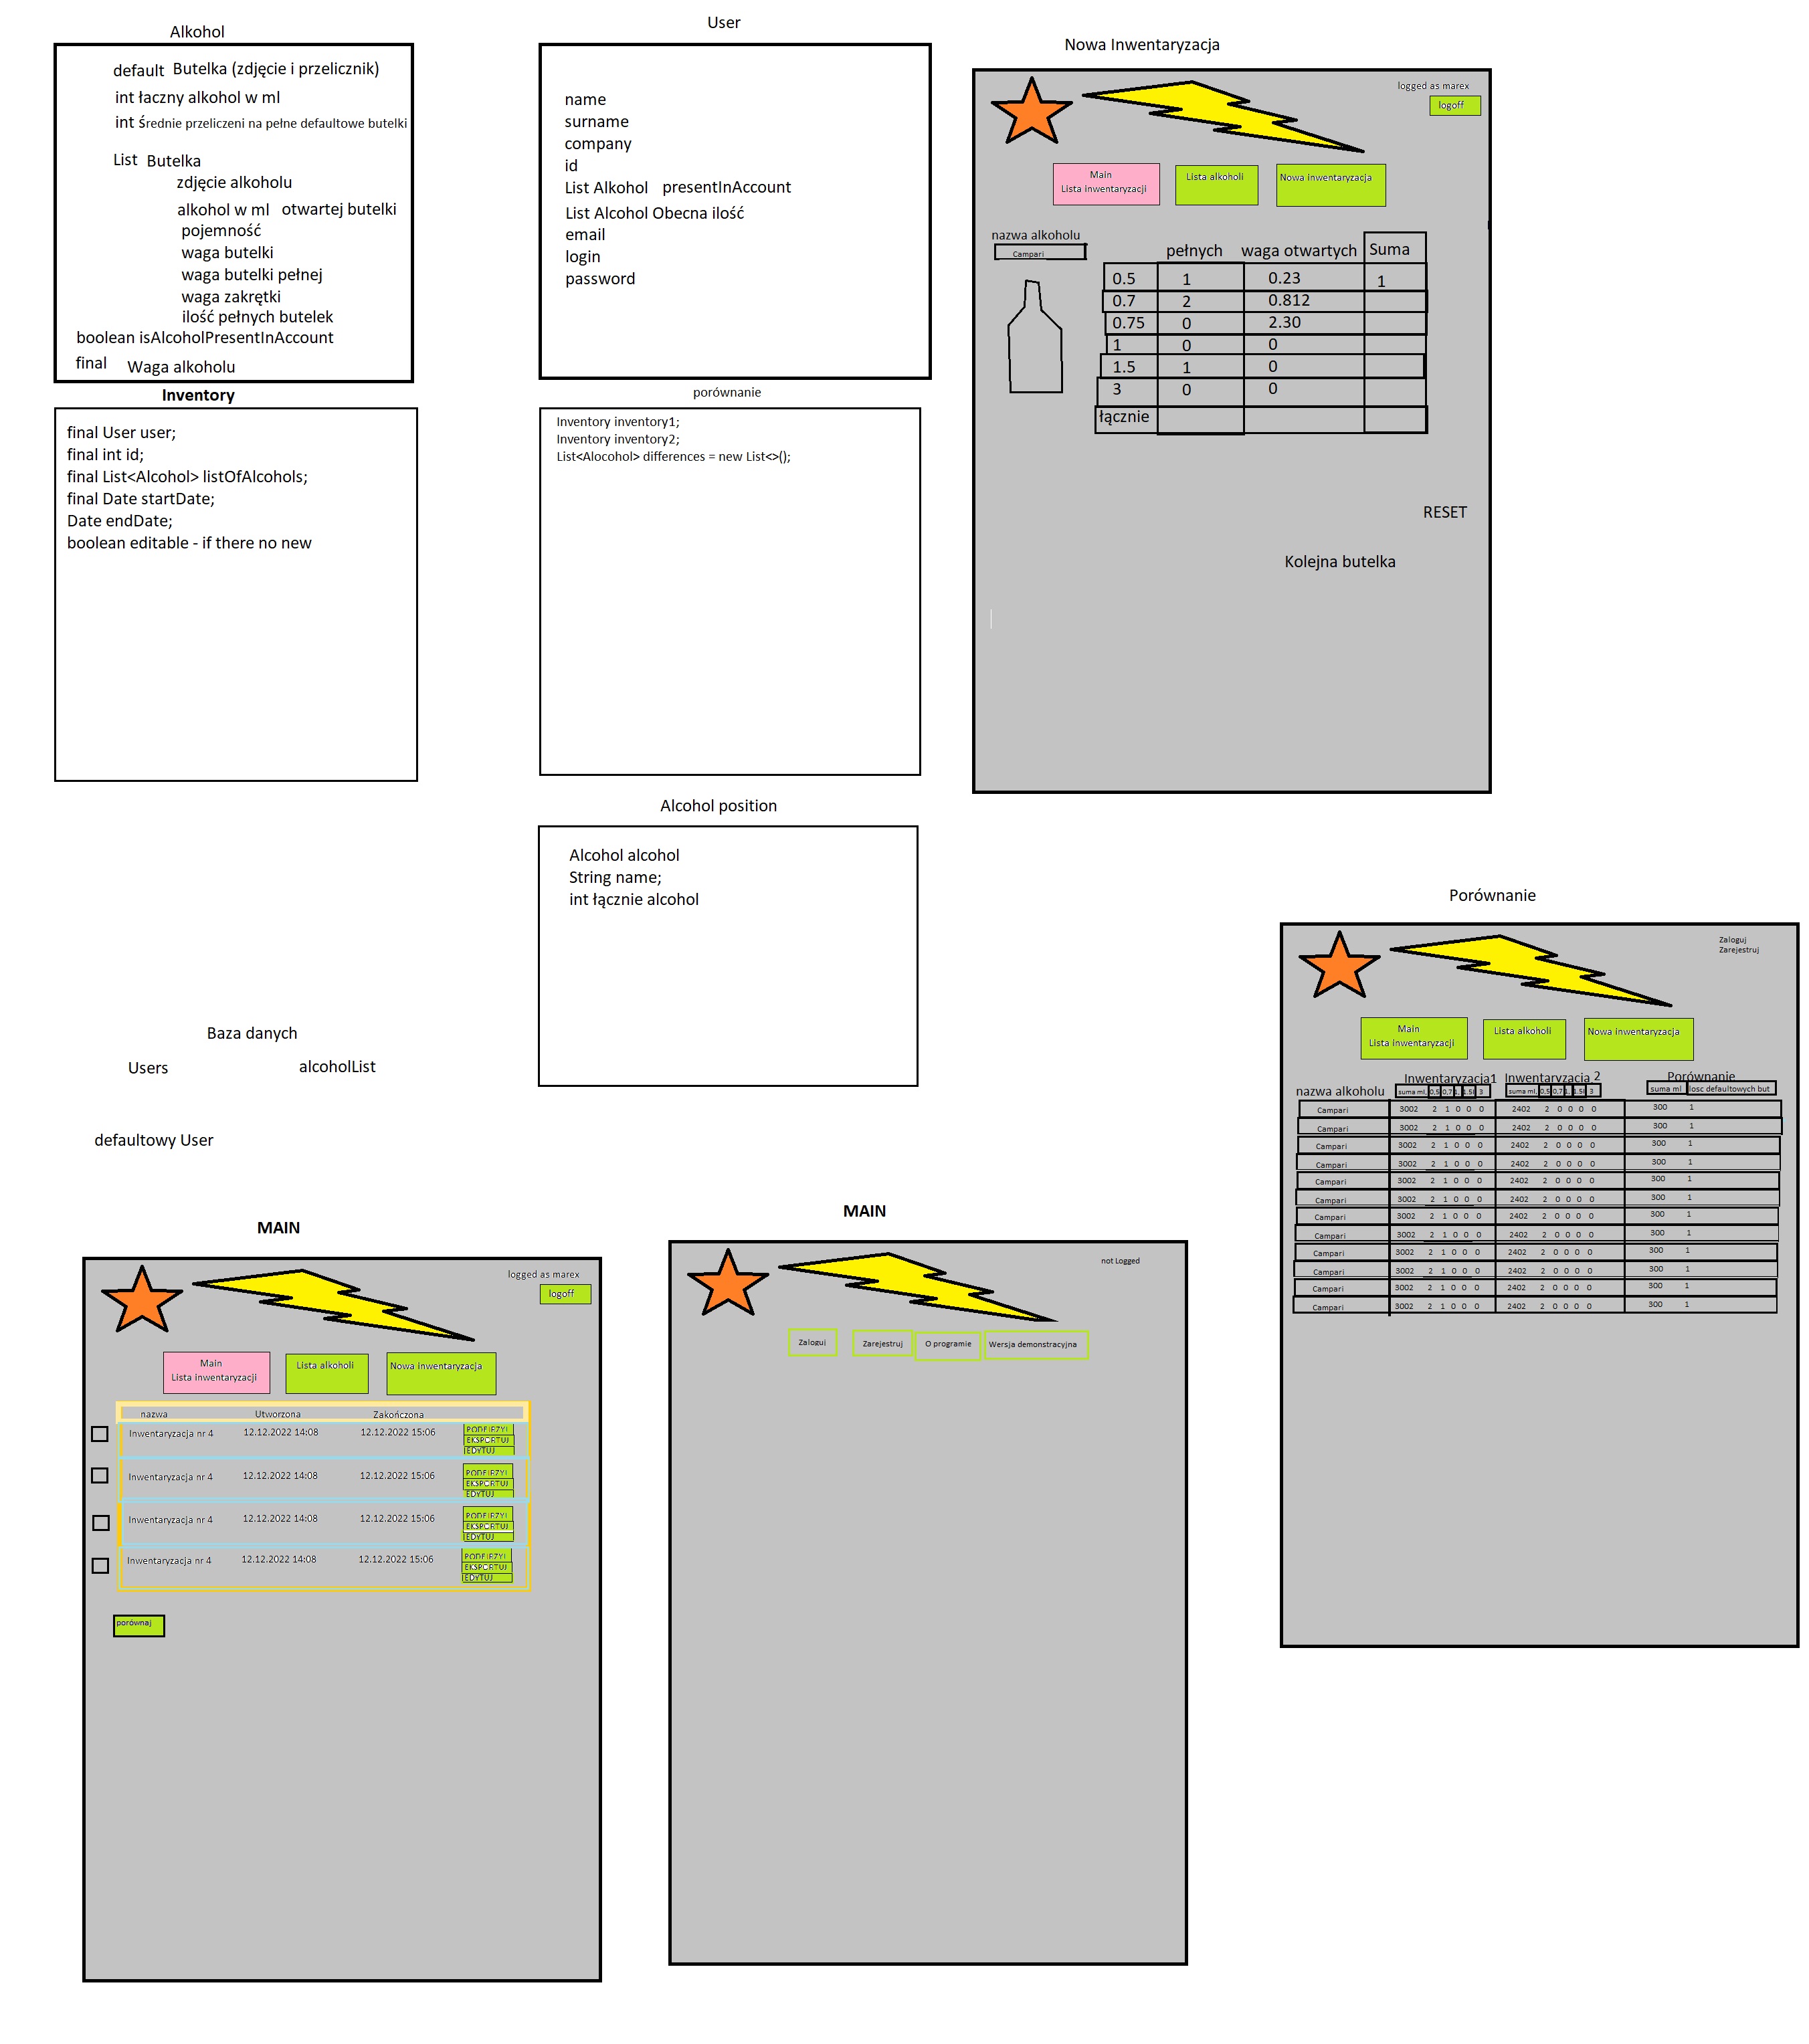 Alkohol
default Butelka (zdjęcie i przelicznik)
int łaczny alkohol w ml
int średnie przeliczeni na pełne defaultowe butelki
List Butelka
zdjęcie alkoholu
alkohol w ml otwartej butelki
pojemność
waga butelki
waga butelki pełnej
waga zakrętki
ilość pełnych butelek
boolean isAlcoholPresentInAccount
final Waga alkoholu
User
name
surname
company
id
List Alkohol presentInAccount
List Alcohol Obecna ilość
email
login
password
Nowa Inwentaryzacja
logged as marex
logoff
Main
Lista inwentaryzacji
Lista alkoholi
Nowa inwentaryzacja
nazwa alkoholu
Campari
pełnych waga otwartych Suma
0.5 1 0.23 1
0.7 2 0.812
0.75 0 2.30
1 0 0
1.5 1 0
3 0 0
łącznie
RESET
Kolejna butelka
Inventory
final User user;
final int id;
final List<Alcohol> listOfAlcohols;
final Date startDate;
Date endDate;
boolean editable - if there no new
porównanie
Inventory inventory1;
Inventory inventory2;
List<Alocohol> differences = new List<>();
Alcohol position
Alcohol alcohol
String name;
int łącznie alcohol
Baza danych
Users alcoholList
defaultowy User
Porównanie
Zaloguj
Zarejestruj
Main
Lista inwentaryzacji
Lista alkoholi
Nowa inwentaryzacja
Inwentaryzacja1 Inwentaryzacja 2 Porównanie
nazwa alkoholu suma ml, 0,5 0,7 1, 1.5l 3 suma ml, 0,5 0,7 1, 1.5l 3 suma ml losc defaultowych but
Campari 3002 2 1 0 0 0 2402 2 0 0 0 0 300 1
Campari 3002 2 1 0 0 0 2402 2 0 0 0 0 300 1
Campari 3002 2 1 0 0 0 2402 2 0 0 0 0 300 1
Campari 3002 2 1 0 0 0 2402 2 0 0 0 0 300 1
Campari 3002 2 1 0 0 0 2402 2 0 0 0 0 300 1
Campari 3002 2 1 0 0 0 2402 2 0 0 0 0 300 1
Campari 3002 2 1 0 0 0 2402 2 0 0 0 0 300 1
Campari 3002 2 1 0 0 0 2402 2 0 0 0 0 300 1
Campari 3002 2 1 0 0 0 2402 2 0 0 0 0 300 1
Campari 3002 2 1 0 0 0 2402 2 0 0 0 0 300 1
Campari 3002 2 1 0 0 0 2402 2 0 0 0 0 300 1
Campari 3002 2 1 0 0 0 2402 2 0 0 0 0 300 1
MAIN
logged as marex
logoff
Main
Lista inwentaryzacji
Lista alkoholi
Nowa inwentaryzacja
nazwa Utworzona Zakończona
Inwentaryzacja nr 4 12.12.2022 14:08 12.12.2022 15:06
PODEJRZYJ
EKSPORTUJ
EDYTUJ
Inwentaryzacja nr 4 12.12.2022 14:08 12.12.2022 15:06
PODEJRZYJ
EKSPORTUJ
EDYTUJ
Inwentaryzacja nr 4 12.12.2022 14:08 12.12.2022 15:06
PODEJRZYJ
EKSPORTUJ
EDYTUJ
Inwentaryzacja nr 4 12.12.2022 14:08 12.12.2022 15:06
PODEJRZYJ
EKSPORTUJ
EDYTUJ
porównaj
MAIN
not Logged
Zaloguj
Zarejestruj
O programie
Wersja demonstracyjna